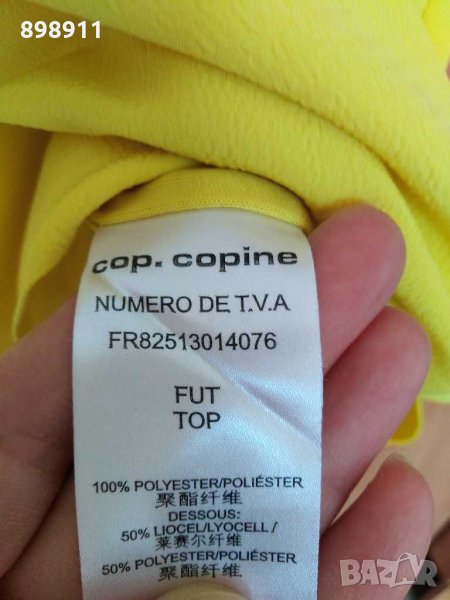 898911
cop. copine
NUMERO DE T.V.A
FR82513014076
FUT
TOP
100% POLYESTER/POLIÉSTER
聚酯纤维
DESSOUS:
50% LIOCEL/LYOCELL/
莱赛尔纤维
50% POLYESTER/POLIÉSTER
聚酯纤维
BAZAR